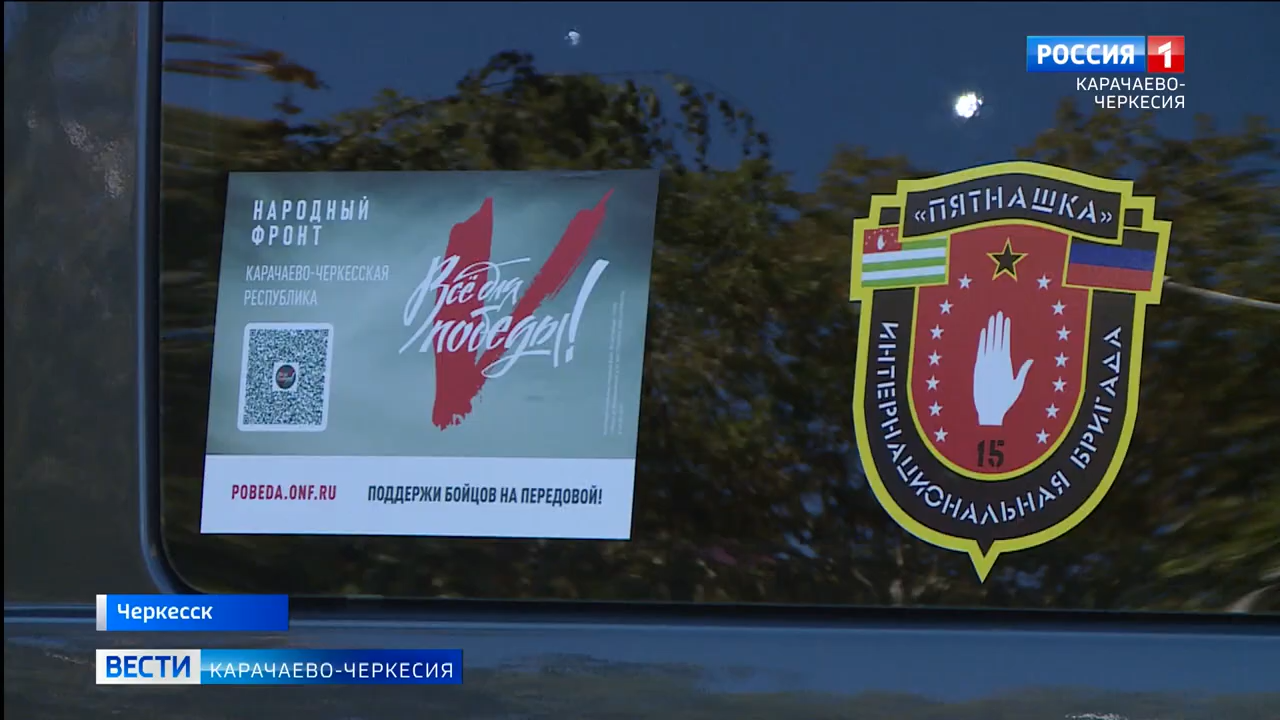 РОССИЯ 1
КАРАЧАЕВО-
ЧЕРКЕСИЯ
НАРОДНЫЙ
ФРОНТ
КАРАЧАЕВО-ЧЕРКЕССКАЯ
РЕСПУБЛИКА
Всё для
победы!
POBEDA.ONF.RU
ПОДДЕРЖИ БОЙЦОВ НА ПЕРЕДОВОЙ!
«ПЯТНАШКА»
15
ИНТЕРНАЦИОНАЛЬНАЯ БРИГАДА
Черкесск
ВЕСТИ КАРАЧАЕВО-ЧЕРКЕСИЯ